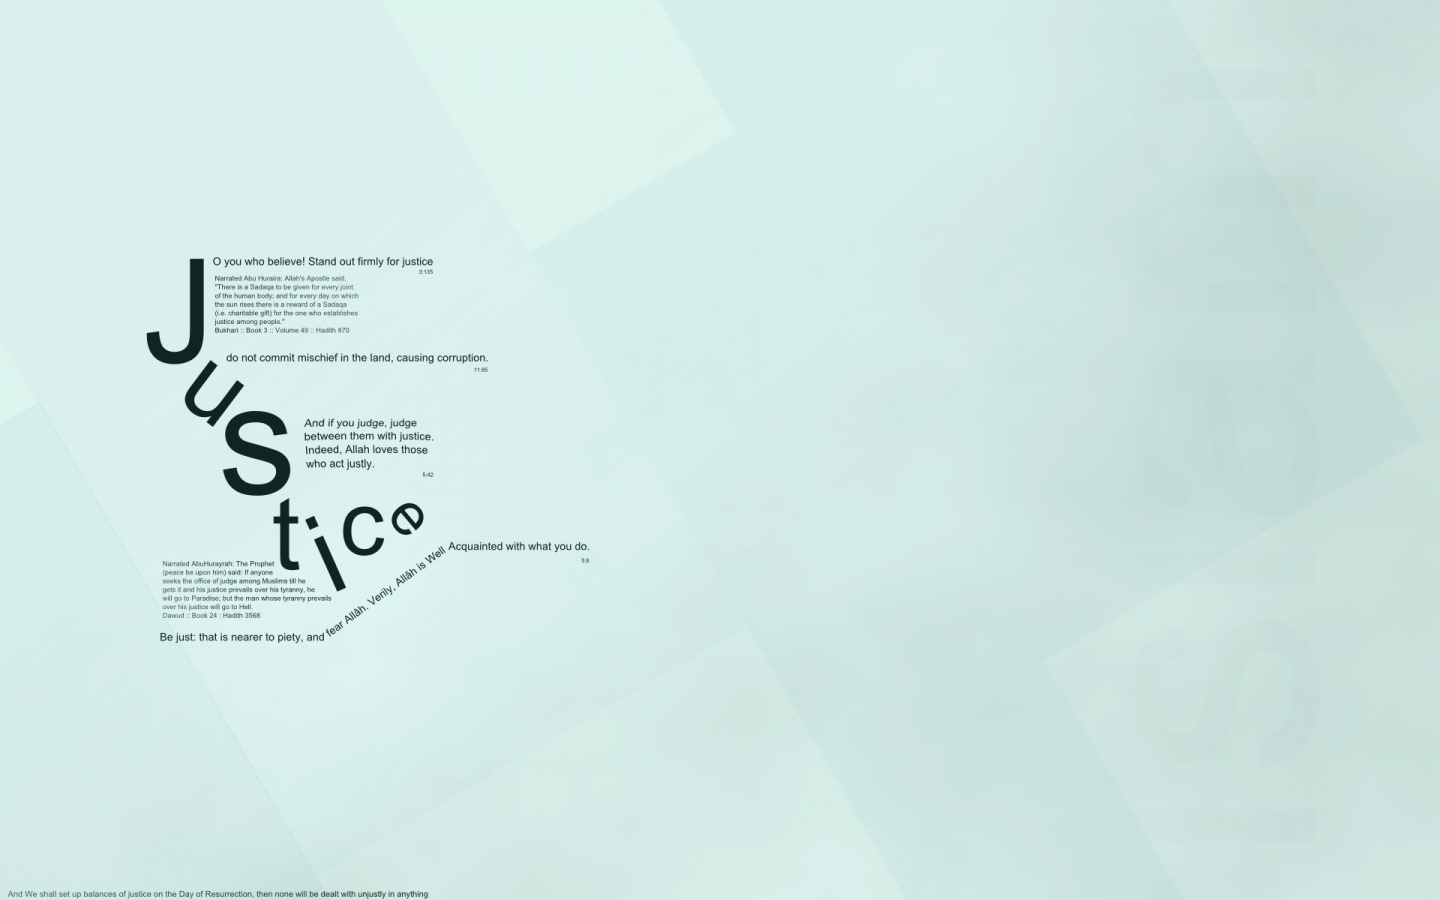 Justice
O you who believe! Stand out firmly for justice
3:135
Narrated Abu Huraira: Allah's Apostle said,
"There is a Sadaqa to be given for every joint
of the human body; and for every day on which
the sun rises there is a reward of a Sadaqa
(i.e. charitable gift) for the one who establishes
justice among people."
Bukhari :: Book 3 :: Volume 49 :: Hadith 870
do not commit mischief in the land, causing corruption.
11:85
And if you judge, judge
between them with justice.
Indeed, Allah loves those
who act justly.
5:42
Narrated AbuHurayrah: The Prophet
(peace be upon him) said: If anyone
seeks the office of judge among Muslims till he
gets it and his justice prevails over his tyranny, he
will go to Paradise; but the man whose tyranny prevails
over his justice will go to Hell.
Dawud :: Book 24 : Hadith 3568
Be just: that is nearer to piety, and fear Allâh. Verily, Allâh is Well Acquainted with what you do.
5:8
And We shall set up balances of justice on the Day of Resurrection, then none will be dealt with unjustly in anything